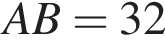 AB = 32